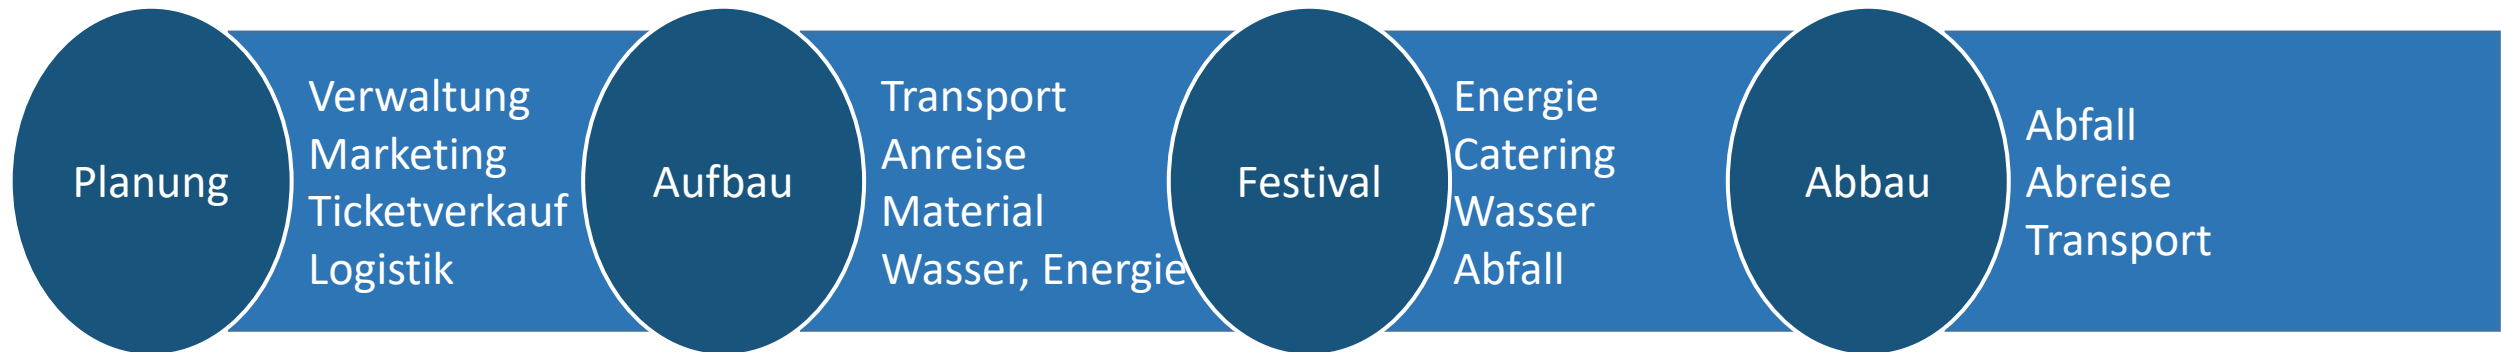 Planung
Verwaltung
Marketing
Ticketverkauf
Logistik
Aufbau
Transport
Anreise
Material
Wasser, Energie
Festival
Energie
Catering
Wasser
Abfall
Abbau
Abfall
Abreise
Transport